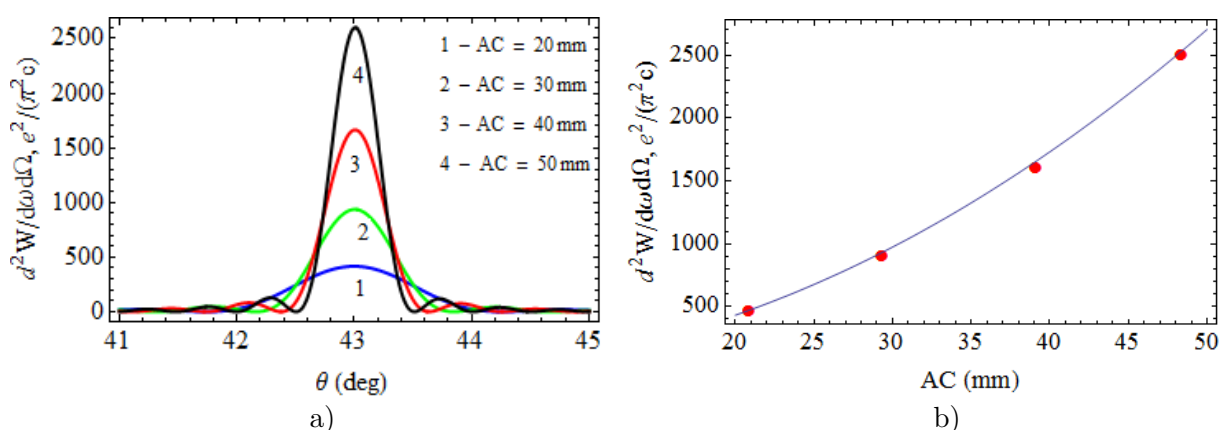 d²W/dωdΩ, e²/(π²c)
2500
2000
1500
1000
500
0
41
42
43
44
45
θ (deg)
1 – AC = 20 mm
2 – AC = 30 mm
3 – AC = 40 mm
4 – AC = 50 mm
4
3
2
1
a)
d²W/dωdΩ, e²/(π²c)
2500
2000
1500
1000
500
20
25
30
35
40
45
50
AC (mm)
b)